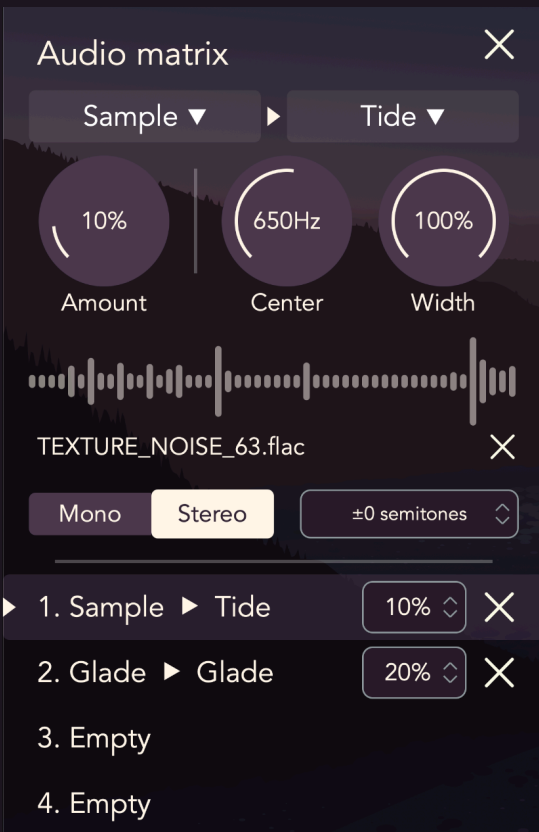 Audio matrix
Sample ▼ ▶ Tide ▼
10% 650Hz 100%
Amount Center Width
TEXTURE_NOISE_63.flac
Mono Stereo ±0 semitones
1. Sample ▶ Tide 10%
2. Glade ▶ Glade 20%
3. Empty
4. Empty